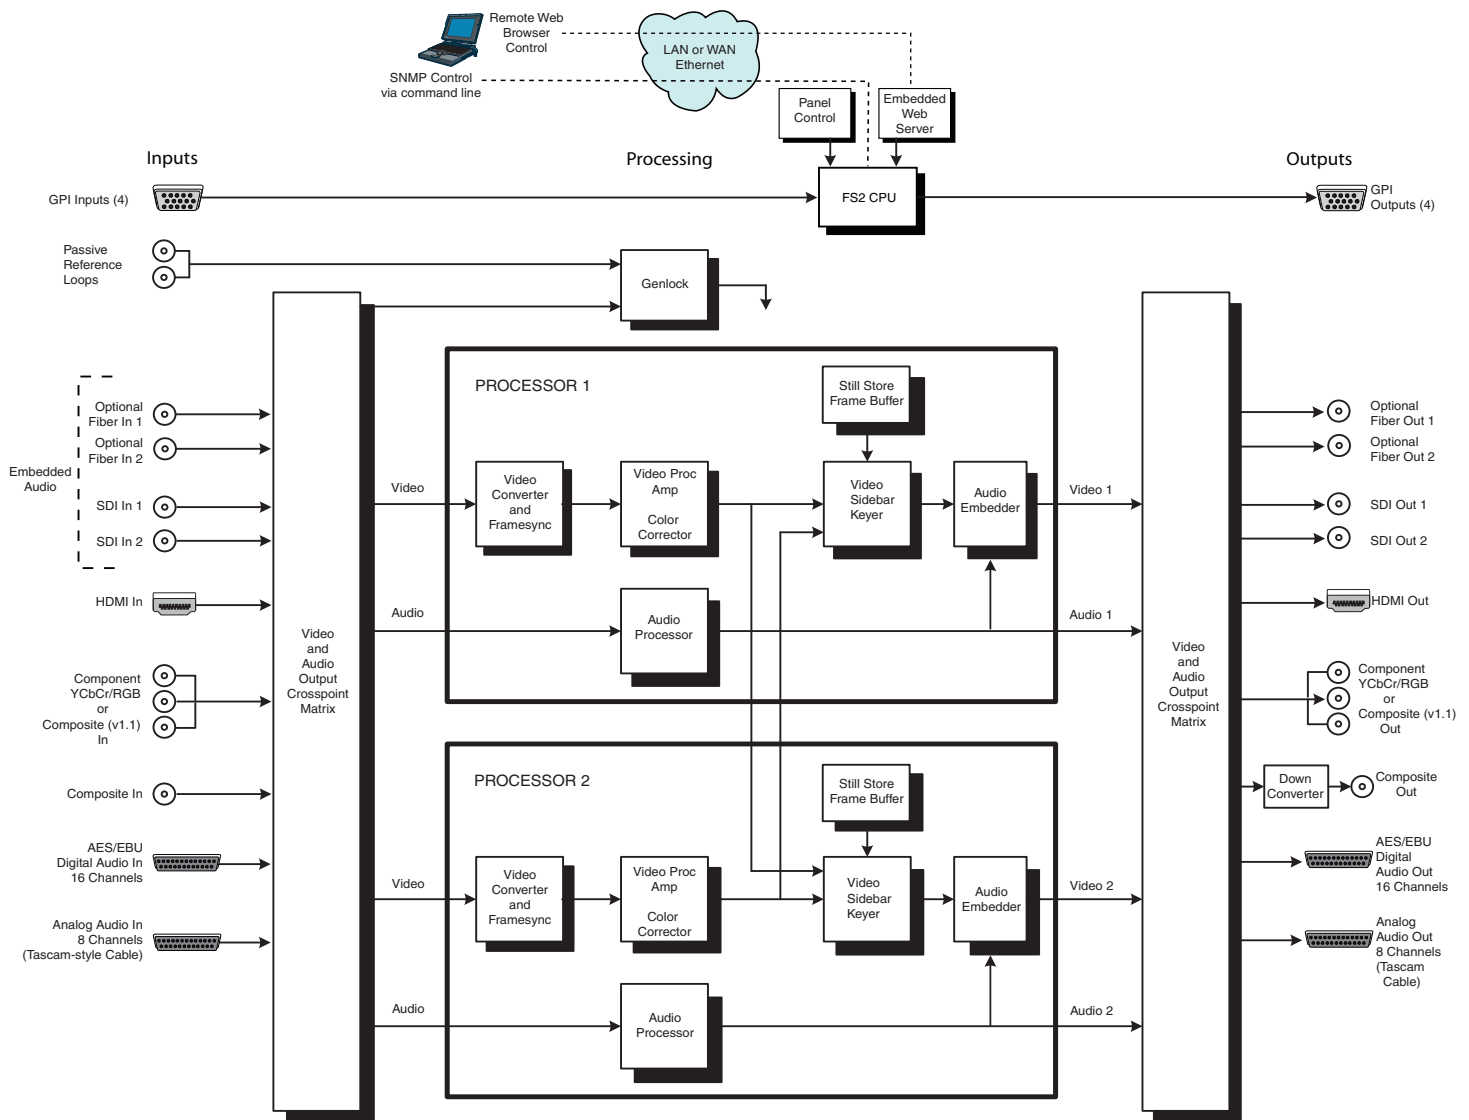 Remote Web
Browser
Control
LAN or WAN
Ethernet
SNMP Control
via command line
Panel
Control
Embedded
Web
Server
Inputs
Processing
Outputs
GPI Inputs (4)
FS2 CPU
GPI
Outputs (4)
Passive
Reference
Loops
Genlock
PROCESSOR 1
Still Store
Frame Buffer
Embedded
Audio
Optional
Fiber In 1
Optional
Fiber In 2
SDI In 1
SDI In 2
HDMI In
Component
YCbCr/RGB
or
Composite (v1.1)
In
Composite In
AES/EBU
Digital Audio In
16 Channels
Analog Audio In
8 Channels
(Tascam-style Cable)
Video
and
Audio
Output
Crosspoint
Matrix
Video
Video
Converter
and
Framesync
Video Proc
Amp
Color
Corrector
Video
Sidebar
Keyer
Audio
Embedder
Video 1
Audio
Audio
Processor
Audio 1
PROCESSOR 2
Still Store
Frame Buffer
Video
Video
Converter
and
Framesync
Video Proc
Amp
Color
Corrector
Video
Sidebar
Keyer
Audio
Embedder
Video 2
Audio
Audio
Processor
Audio 2
Video
and
Audio
Output
Crosspoint
Matrix
Optional
Fiber Out 1
Optional
Fiber Out 2
SDI Out 1
SDI Out 2
HDMI Out
Component
YCbCr/RGB
or
Composite (v1.1)
Out
Down
Converter
Composite
Out
AES/EBU
Digital
Audio Out
16 Channels
Analog
Audio Out
8 Channels
(Tascam
Cable)